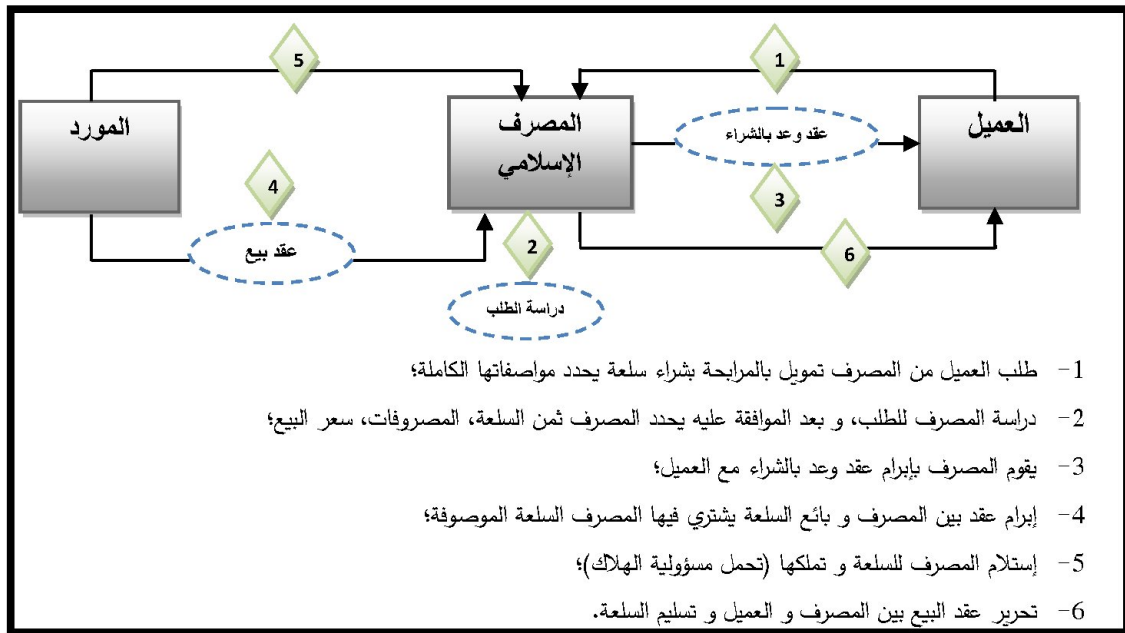 5
1
المورد
المصرف
الإسلامي
العميل
عقد وعد بالشراء
4
3
عقد بيع
2
6
دراسة الطلب
1- طلب العميل من المصرف تمويل بالمرابحة بشراء سلعة يحدد مواصفاتها الكاملة؛
2- دراسة المصرف للطلب، و بعد الموافقة عليه يحدد المصرف ثمن السلعة، المصروفات، سعر البيع؛
3- يقوم المصرف بإبرام عقد وعد بالشراء مع العميل؛
4- إبرام عقد بين المصرف و بائع السلعة يشتري فيها المصرف السلعة الموصوفة؛
5- إستلام المصرف للسلعة و تملكها (تحمل مسؤولية الهلاك)؛
6- تحرير عقد البيع بين المصرف و العميل و تسليم السلعة.